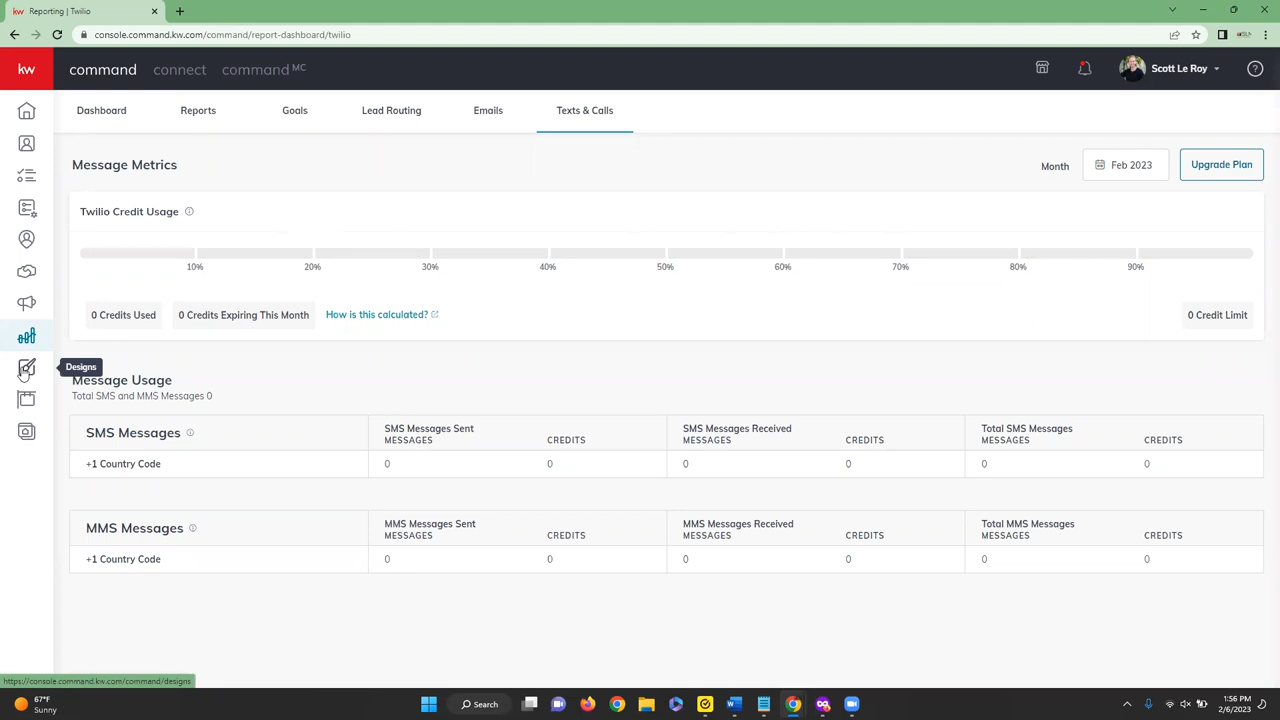 kw Reporting | Twilio
console.command.kw.com/command/report-dashboard/twilio
kw command connect command MC Scott Le Roy
Dashboard Reports Goals Lead Routing Emails Texts & Calls
Message Metrics Month Feb 2023 Upgrade Plan
Twilio Credit Usage
10% 20% 30% 40% 50% 60% 70% 80% 90%
0 Credits Used 0 Credits Expiring This Month How is this calculated? 0 Credit Limit
Designs
Message Usage
Total SMS and MMS Messages 0
SMS Messages SMS Messages Sent SMS Messages Received Total SMS Messages
MESSAGES CREDITS MESSAGES CREDITS MESSAGES CREDITS
+1 Country Code 0 0 0 0 0 0
MMS Messages MMS Messages Sent MMS Messages Received Total MMS Messages
MESSAGES CREDITS MESSAGES CREDITS MESSAGES CREDITS
+1 Country Code 0 0 0 0 0 0
https://console.command.kw.com/command/designs
67°F
Sunny
Search
1:56 PM
2/6/2023